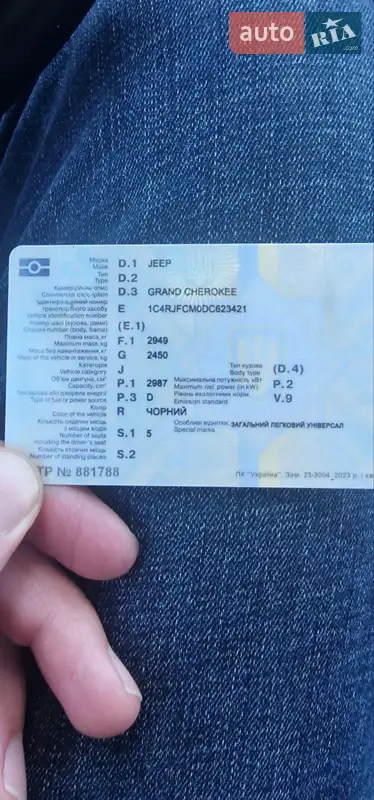 auto RIA.com
Марка D.1 JEEP
Make
Тип D.2
Type
Комерційний опис D.3 GRAND CHEROKEE
Commercial description
Ідентифікаційний номер E 1C4RJFCM0DC623421
транспортного засобу
Vehicle identification number
Номер шасі (кузова, рами) (E.1)
Chassis number (body, frame)
Повна маса, кг F.1 2949
Maximum mass, kg
Маса без навантаження, кг G 2450
Mass of the vehicle in service, kg
Категорія J Тип кузова (D.4)
Vehicle category Body type
Об'єм двигуна, см³ P.1 2987 Максимальна потужність кВт P.2
Capacity, cm³ Maximum net power (in kW)
Тип палива або джерела енергії P.3 D Рівень екологічних норм V.9
Type of fuel or power source Emission standard
Колір R ЧОРНИЙ
Color of the vehicle
Кількість сидячих місць S.1 5 Особливі відмітки: ЗАГАЛЬНИЙ ЛЕГКОВИЙ УНІВЕРСАЛ
з місцем водія Special marks
Number of seats
including the driver's seat
Кількість стоячих місць S.2
Number of standing places
ТР № 881788 ПК "Україна". Зам. 23-3004. 2023 р. I кв